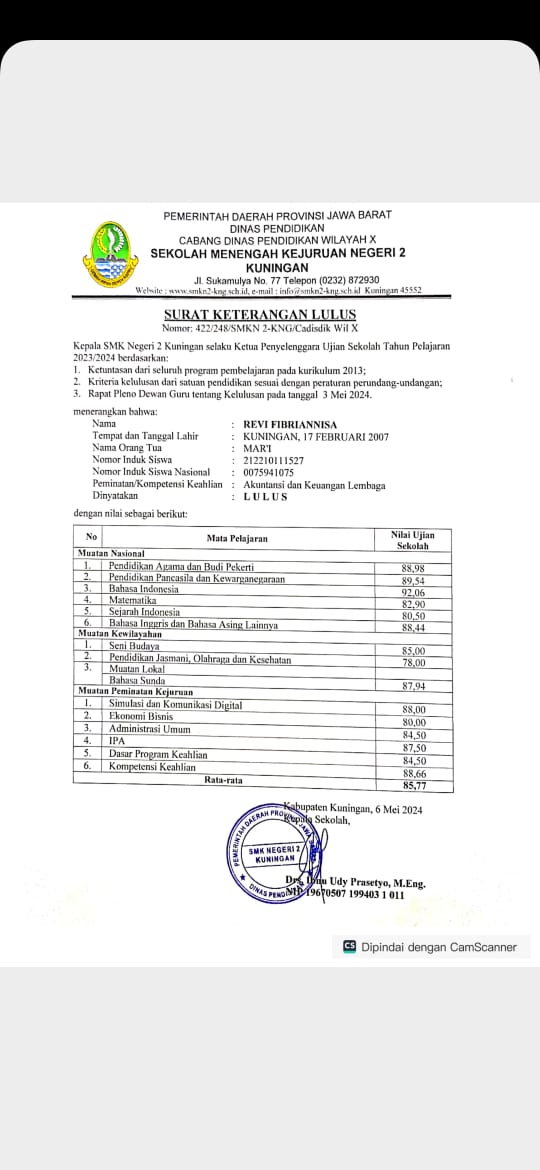 PEMERINTAH DAERAH PROVINSI JAWA BARAT
DINAS PENDIDIKAN
CABANG DINAS PENDIDIKAN WILAYAH X
SEKOLAH MENENGAH KEJURUAN NEGERI 2
KUNINGAN
Jl. Sukamulya No. 77 Telepon (0232) 872930
Website : www.smkn2-kng.sch.id, e-mail : info@smkn2-kng.sch.id Kuningan 45552
SURAT KETERANGAN LULUS
Nomor: 422/248/SMKN 2-KNG/Cadisdik Wil X
Kepala SMK Negeri 2 Kuningan selaku Ketua Penyelenggara Ujian Sekolah Tahun Pelajaran
2023/2024 berdasarkan:
1. Ketuntasan dari seluruh program pembelajaran pada kurikulum 2013;
2. Kriteria kelulusan dari satuan pendidikan sesuai dengan peraturan perundang-undangan;
3. Rapat Pleno Dewan Guru tentang Kelulusan pada tanggal 3 Mei 2024.
menerangkan bahwa:
Nama : REVI FIBRIANNISA
Tempat dan Tanggal Lahir : KUNINGAN, 17 FEBRUARI 2007
Nama Orang Tua : MAR'I
Nomor Induk Siswa : 212210111527
Nomor Induk Siswa Nasional : 0075941075
Peminatan/Kompetensi Keahlian : Akuntansi dan Keuangan Lembaga
Dinyatakan : L U L U S
dengan nilai sebagai berikut:
No Mata Pelajaran Nilai Ujian Sekolah
Muatan Nasional
1. Pendidikan Agama dan Budi Pekerti 88,98
2. Pendidikan Pancasila dan Kewarganegaraan 89,54
3. Bahasa Indonesia 92,06
4. Matematika 82,90
5. Sejarah Indonesia 80,50
6. Bahasa Inggris dan Bahasa Asing Lainnya 88,44
Muatan Kewilayahan
1. Seni Budaya 85,00
2. Pendidikan Jasmani, Olahraga dan Kesehatan 78,00
3. Muatan Lokal
Bahasa Sunda 87,94
Muatan Peminatan Kejuruan
1. Simulasi dan Komunikasi Digital 88,00
2. Ekonomi Bisnis 80,00
3. Administrasi Umum 84,50
4. IPA 87,50
5. Dasar Program Keahlian 84,50
6. Kompetensi Keahlian 88,66
Rata-rata 85,77
Kabupaten Kuningan, 6 Mei 2024
Kepala Sekolah,
PEMERINTAH DAERAH PROVINSI JAWA
SMK NEGERI 2
KUNINGAN
DINAS
Udy Prasetyo, M.Eng.
NIP 19670507 199403 1 011
CS Dipindai dengan CamScanner